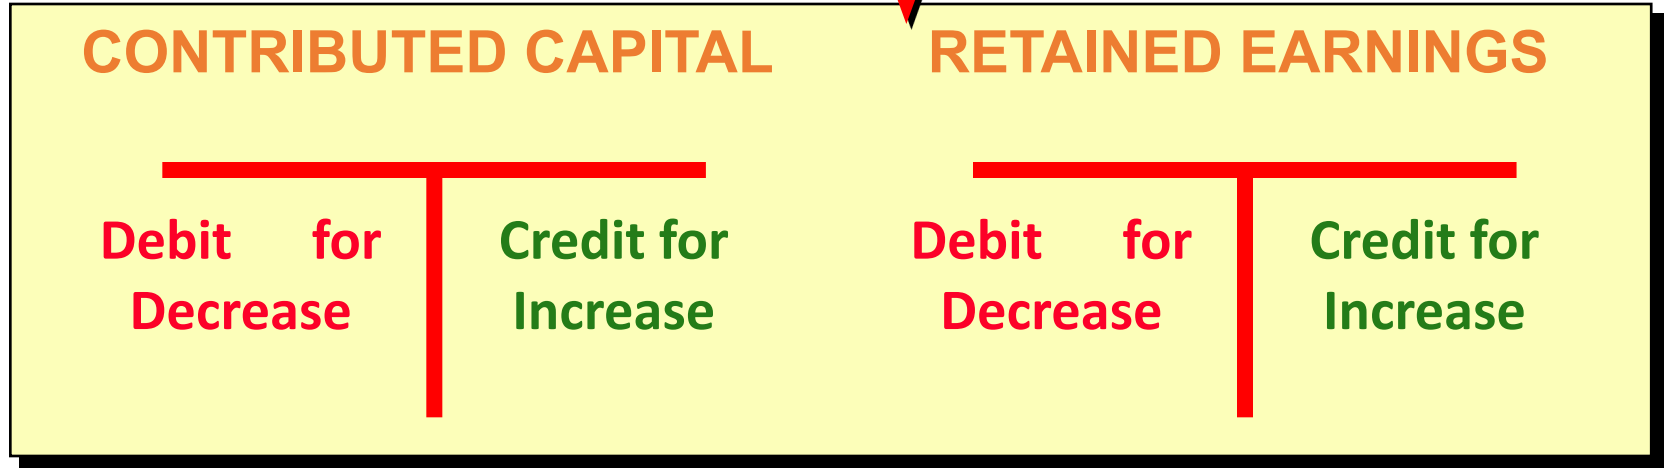 CONTRIBUTED CAPITAL
RETAINED EARNINGS
Debit for
Decrease
Credit for
Increase
Debit for
Decrease
Credit for
Increase